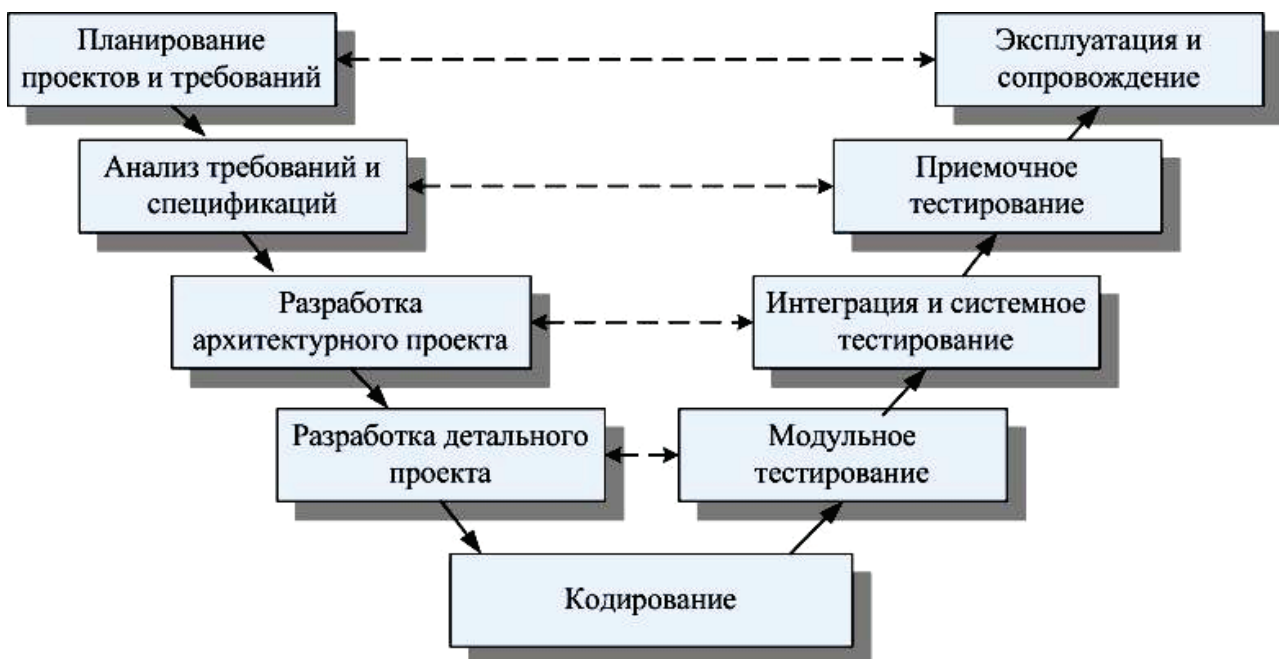 Планирование
проектов и требований
Эксплуатация и
сопровождение
Анализ требований и
спецификаций
Приемочное
тестирование
Разработка
архитектурного проекта
Интеграция и системное
тестирование
Разработка детального
проекта
Модульное
тестирование
Кодирование